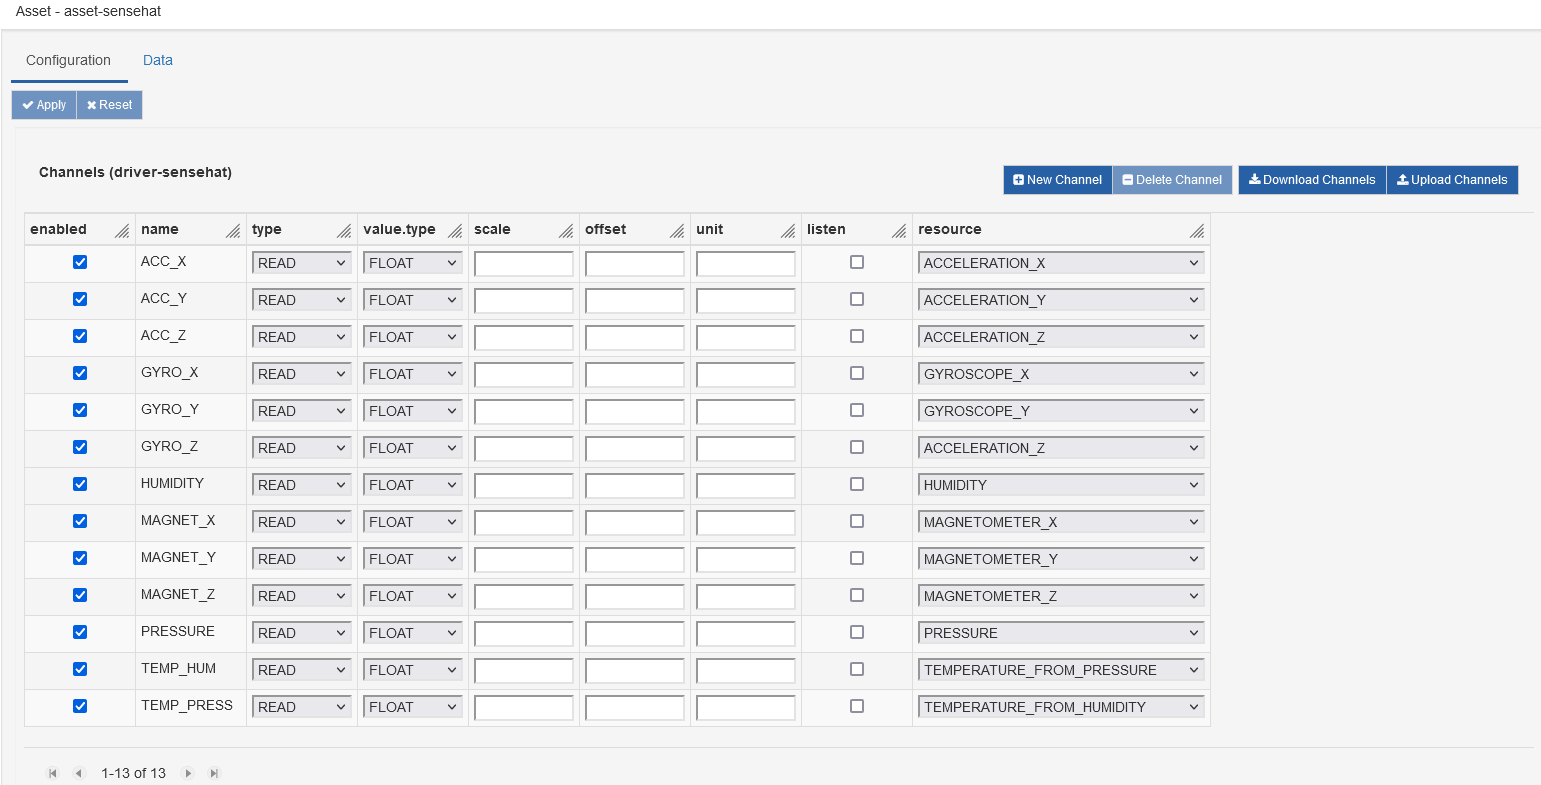 Asset - asset-sensehat
Configuration Data
Apply Reset
Channels (driver-sensehat)
New Channel Delete Channel Download Channels Upload Channels
enabled name type value.type scale offset unit listen resource
ACC_X READ FLOAT ACCELERATION_X
ACC_Y READ FLOAT ACCELERATION_Y
ACC_Z READ FLOAT ACCELERATION_Z
GYRO_X READ FLOAT GYROSCOPE_X
GYRO_Y READ FLOAT GYROSCOPE_Y
GYRO_Z READ FLOAT ACCELERATION_Z
HUMIDITY READ FLOAT HUMIDITY
MAGNET_X READ FLOAT MAGNETOMETER_X
MAGNET_Y READ FLOAT MAGNETOMETER_Y
MAGNET_Z READ FLOAT MAGNETOMETER_Z
PRESSURE READ FLOAT PRESSURE
TEMP_HUM READ FLOAT TEMPERATURE_FROM_PRESSURE
TEMP_PRESS READ FLOAT TEMPERATURE_FROM_HUMIDITY
1-13 of 13